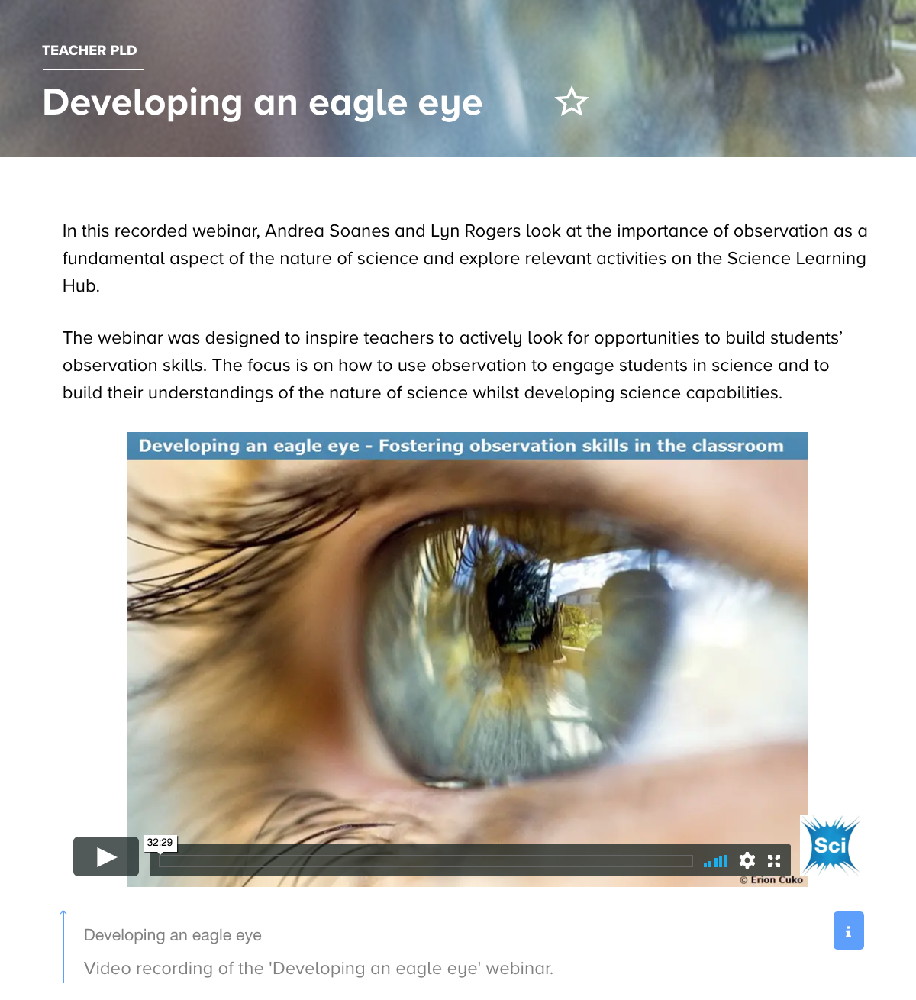 TEACHER PLD
Developing an eagle eye
In this recorded webinar, Andrea Soanes and Lyn Rogers look at the importance of observation as a
fundamental aspect of the nature of science and explore relevant activities on the Science Learning
Hub.
The webinar was designed to inspire teachers to actively look for opportunities to build students’
observation skills. The focus is on how to use observation to engage students in science and to
build their understandings of the nature of science whilst developing science capabilities.
Developing an eagle eye - Fostering observation skills in the classroom
32:29
Sci
© Erion Cuko
Developing an eagle eye
i
Video recording of the 'Developing an eagle eye' webinar.